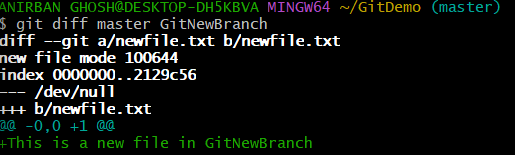 ANIRBAN GHOSH@DESKTOP-DH5KBVA MINGW64 ~/GitDemo (master)
$ git diff master GitNewBranch
diff --git a/newfile.txt b/newfile.txt
new file mode 100644
index 0000000..2129c56
--- /dev/null
+++ b/newfile.txt
@@ -0,0 +1 @@
+This is a new file in GitNewBranch